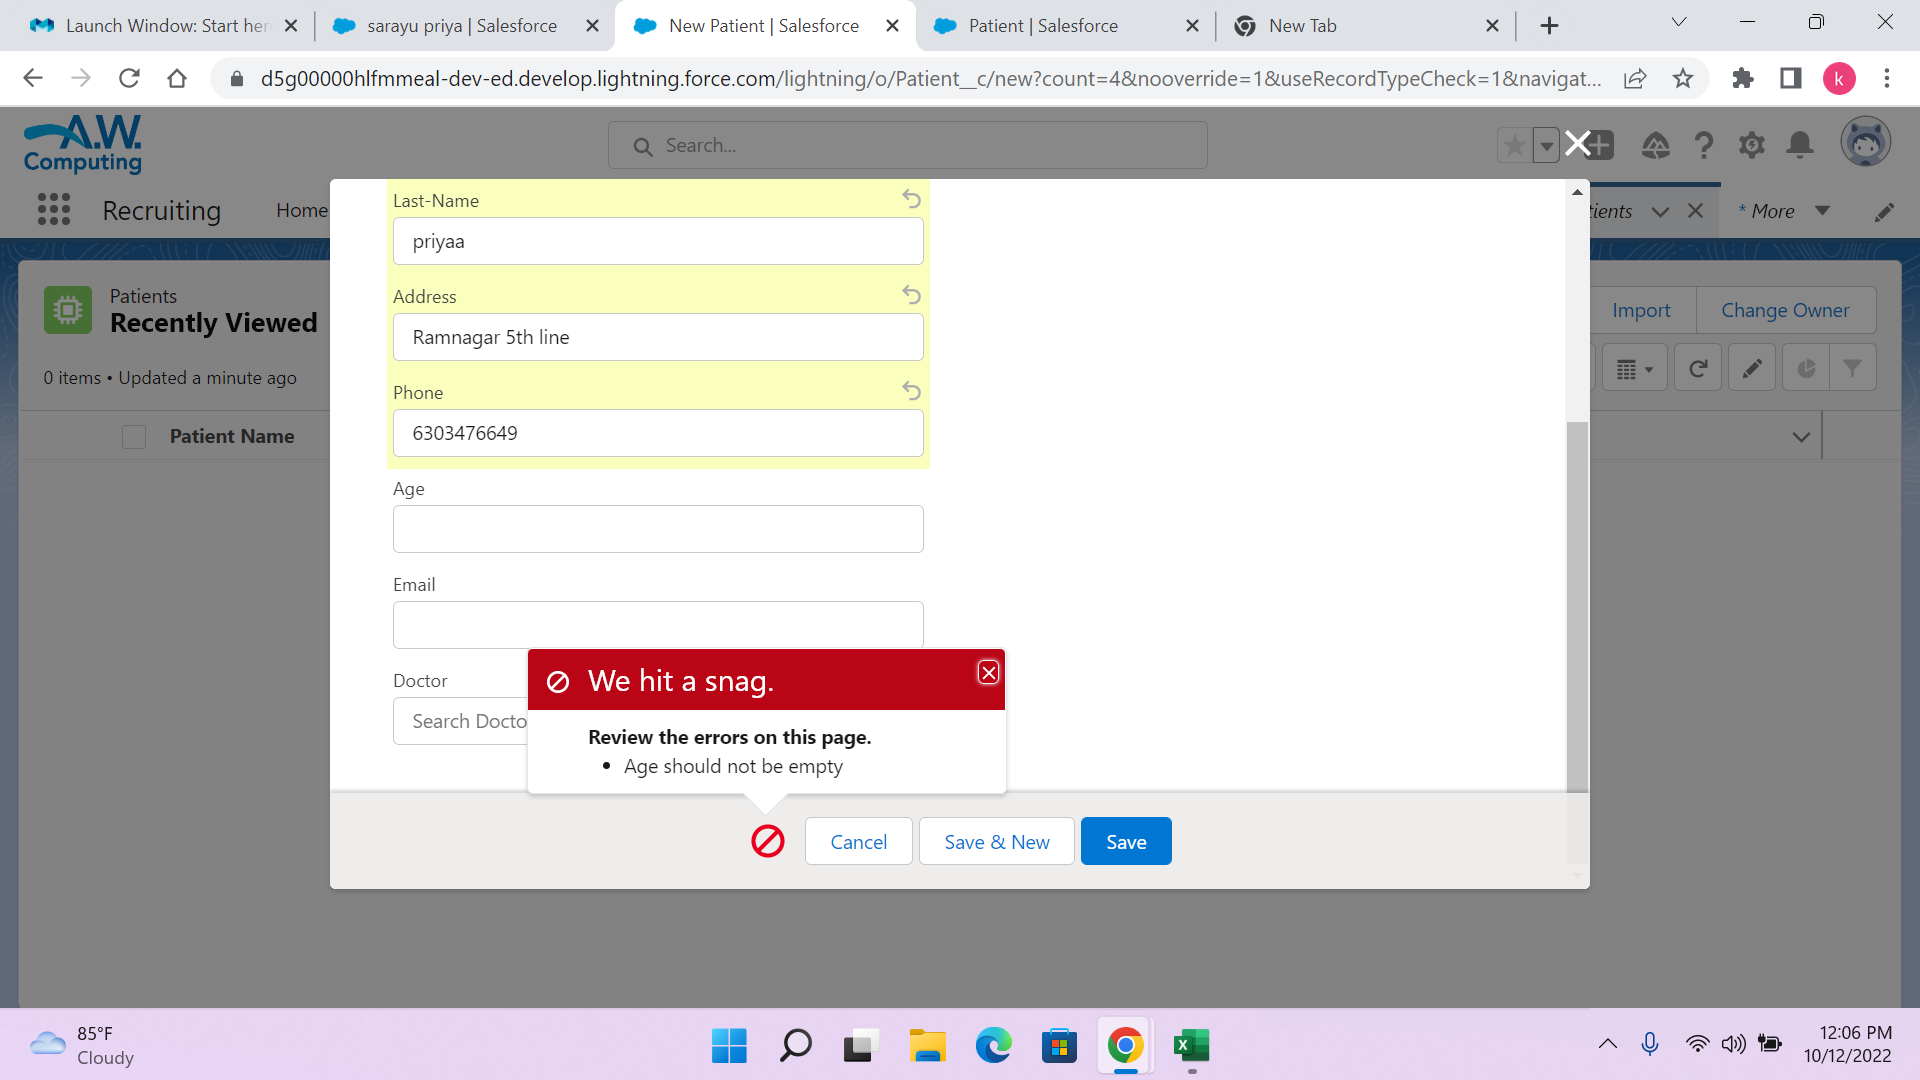 Launch Window: Start her
sarayu priya | Salesforce
New Patient | Salesforce
Patient | Salesforce
New Tab
d5g00000hlfmmeal-dev-ed.develop.lightning.force.com/lightning/o/Patient__c/new?count=4&nooverride=1&useRecordTypeCheck=1&navigat...
k
A.W.
Computing
Search...
Recruiting
Home
tients
* More
Patients
Recently Viewed
Import
Change Owner
0 items • Updated a minute ago
Patient Name
Last-Name
priyaa
Address
Ramnagar 5th line
Phone
6303476649
Age
Email
Doctor
Search Docto
We hit a snag.
Review the errors on this page.
• Age should not be empty
Cancel
Save & New
Save
85°F
Cloudy
12:06 PM
10/12/2022